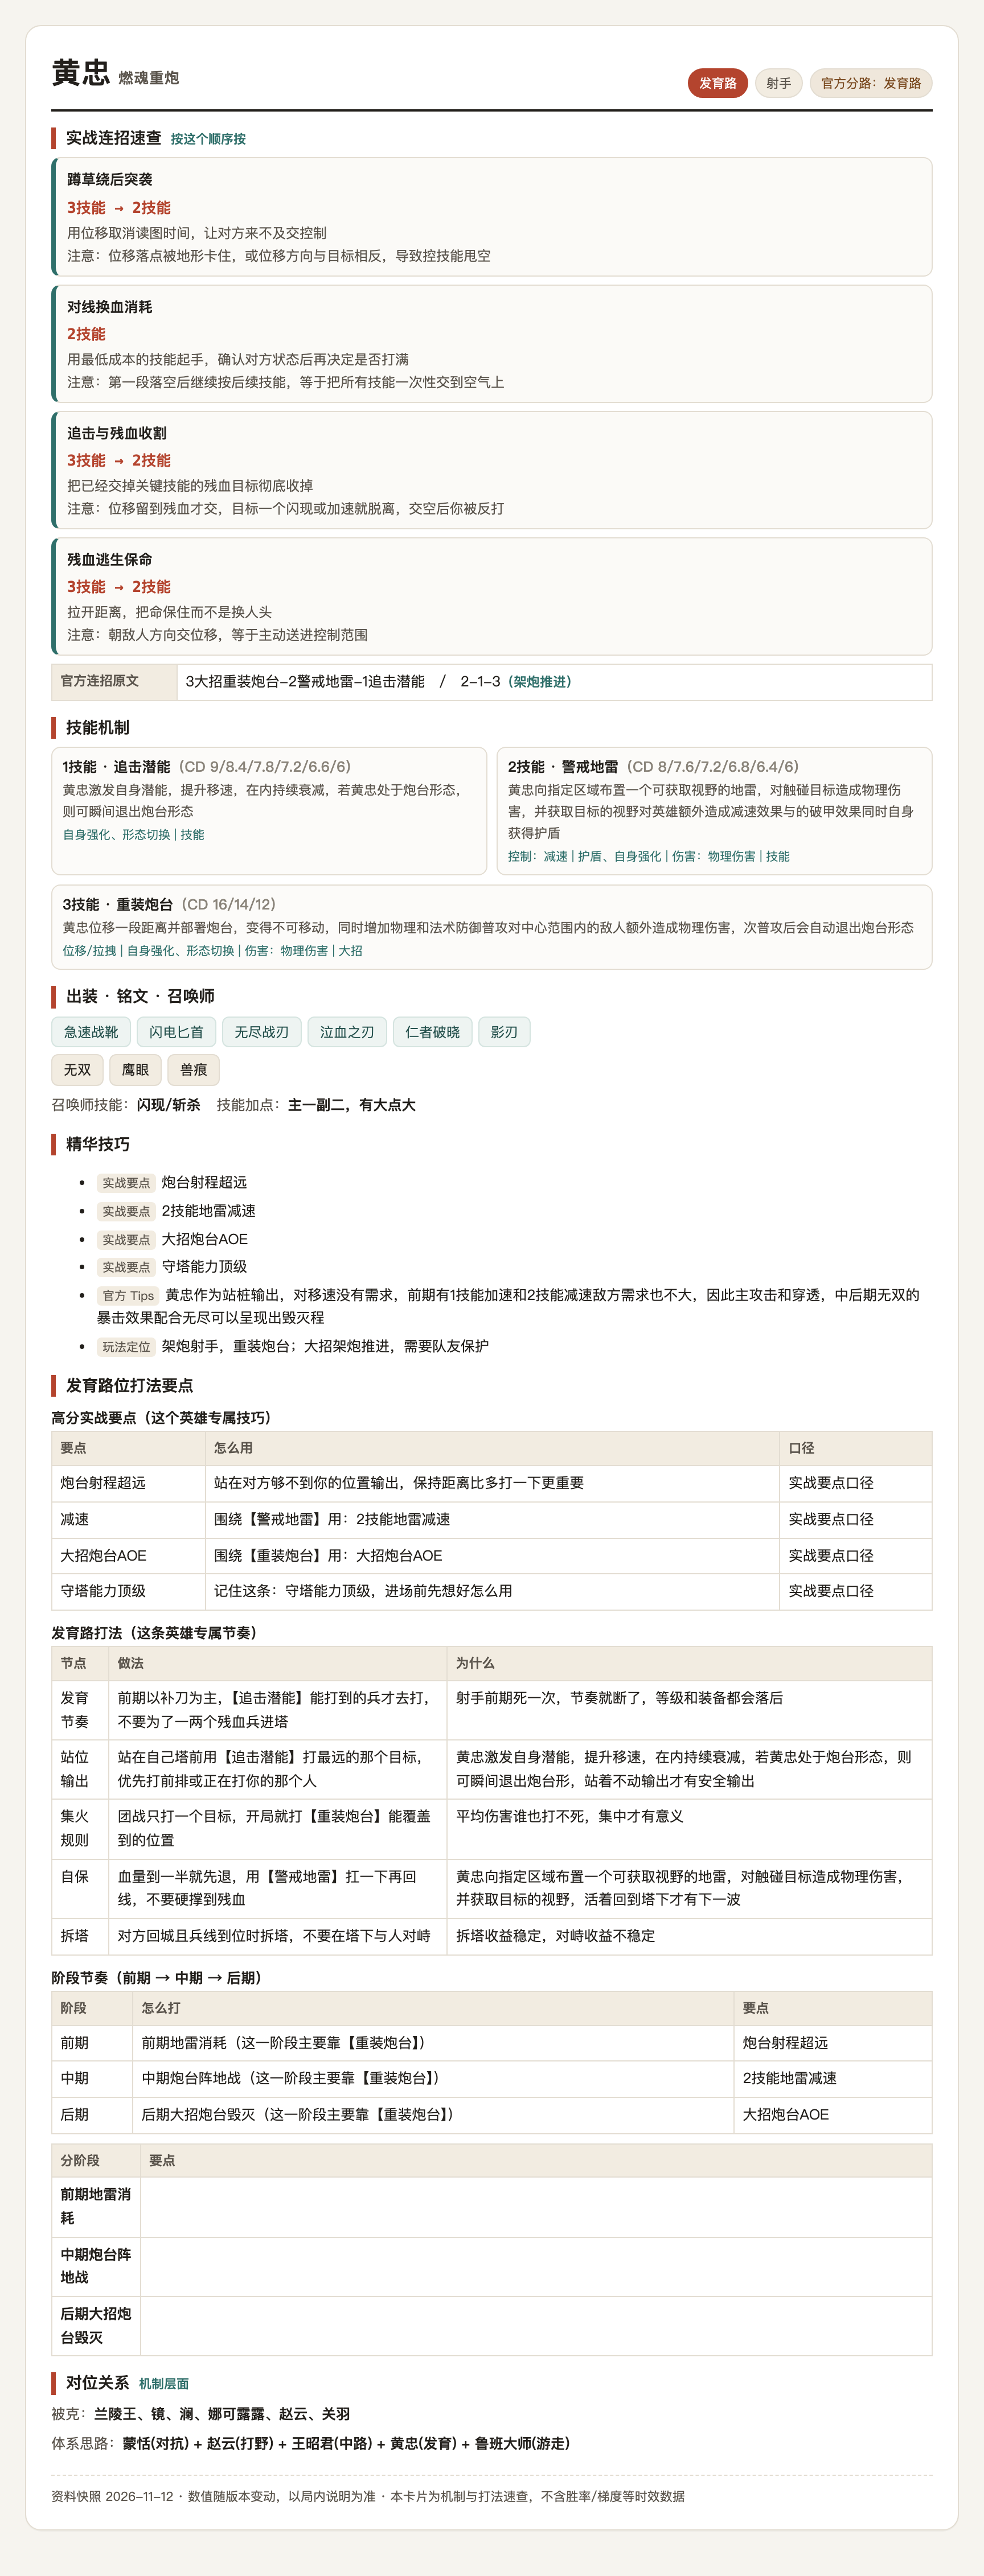 黄忠 燃魂重炮
发育路 射手 官方分路：发育路
实战连招速查 按这个顺序按
蹲草绕后突袭
3技能 → 2技能
用位移取消读图时间，让对方来不及交控制
注意：位移落点被地形卡住，或位移方向与目标相反，导致控技能甩空
对线换血消耗
2技能
用最低成本的技能起手，确认对方状态后再决定是否打满
注意：第一段落空后继续按后续技能，等于把所有技能一次性交到空气上
追击与残血收割
3技能 → 2技能
把已经交掉关键技能的残血目标彻底收掉
注意：位移留到残血才交，目标一个闪现或加速就脱离，交空后你被反打
残血逃生保命
3技能 → 2技能
拉开距离，把命保住而不是换人头
注意：朝敌人方向交位移，等于主动送进控制范围
官方连招原文 3大招重装炮台–2警戒地雷–1追击潜能 / 2–1–3（架炮推进）
技能机制
1技能 · 追击潜能（CD 9/8.4/7.8/7.2/6.6/6）
黄忠激发自身潜能，提升移速，在内持续衰减，若黄忠处于炮台形态，
则可瞬间退出炮台形态
自身强化、形态切换 | 技能
2技能 · 警戒地雷（CD 8/7.6/7.2/6.8/6.4/6）
黄忠向指定区域布置一个可获取视野的地雷，对触碰目标造成物理伤
害，并获取目标的视野对英雄额外造成减速效果与的破甲效果同时自身
获得护盾
控制：减速 | 护盾、自身强化 | 伤害：物理伤害 | 技能
3技能 · 重装炮台（CD 16/14/12）
黄忠位移一段距离并部署炮台，变得不可移动，同时增加物理和法术防御普攻对中心范围内的敌人额外造成物理伤害，次普攻后会自动退出炮台形态
位移/拉拽 | 自身强化、形态切换 | 伤害：物理伤害 | 大招
出装 · 铭文 · 召唤师
急速战靴 闪电匕首 无尽战刃 泣血之刃 仁者破晓 影刃
无双 鹰眼 兽痕
召唤师技能：闪现/斩杀 技能加点：主一副二，有大点大
精华技巧
• 实战要点 炮台射程超远
• 实战要点 2技能地雷减速
• 实战要点 大招炮台AOE
• 实战要点 守塔能力顶级
• 官方 Tips 黄忠作为站桩输出，对移速没有需求，前期有1技能加速和2技能减速敌方需求也不大，因此主攻击和穿透，中后期无双的
暴击效果配合无尽可以呈现出毁灭程
• 玩法定位 架炮射手，重装炮台；大招架炮推进，需要队友保护
发育路位打法要点
高分实战要点（这个英雄专属技巧）
要点 怎么用 口径
炮台射程超远 站在对方够不到你的位置输出，保持距离比多打一下更重要 实战要点口径
减速 围绕【警戒地雷】用：2技能地雷减速 实战要点口径
大招炮台AOE 围绕【重装炮台】用：大招炮台AOE 实战要点口径
守塔能力顶级 记住这条：守塔能力顶级，进场前先想好怎么用 实战要点口径
发育路打法（这条英雄专属节奏）
节点 做法 为什么
发育
节奏
前期以补刀为主，【追击潜能】能打到的兵才去打，
不要为了一两个残血兵进塔
射手前期死一次，节奏就断了，等级和装备都会落后
站位
输出
站在自己塔前用【追击潜能】打最远的那个目标，
优先打前排或正在打你的那个人
黄忠激发自身潜能，提升移速，在内持续衰减，若黄忠处于炮台形态，则
可瞬间退出炮台形，站着不动输出才有安全输出
集火
规则
团战只打一个目标，开局就打【重装炮台】能覆盖
到的位置
平均伤害谁也打不死，集中才有意义
自保
血量到一半就先退，用【警戒地雷】扛一下再回
线，不要硬撑到残血
黄忠向指定区域布置一个可获取视野的地雷，对触碰目标造成物理伤害，
并获取目标的视野，活着回到塔下才有下一波
拆塔 对方回城且兵线到位时拆塔，不要在塔下与人对峙 拆塔收益稳定，对峙收益不稳定
阶段节奏（前期 → 中期 → 后期）
阶段 怎么打 要点
前期 前期地雷消耗（这一阶段主要靠【重装炮台】） 炮台射程超远
中期 中期炮台阵地战（这一阶段主要靠【重装炮台】） 2技能地雷减速
后期 后期大招炮台毁灭（这一阶段主要靠【重装炮台】） 大招炮台AOE
分阶段 要点
前期地雷消
耗
中期炮台阵
地战
后期大招炮
台毁灭
对位关系 机制层面
被克：兰陵王、镜、澜、娜可露露、赵云、关羽
体系思路：蒙恬(对抗) + 赵云(打野) + 王昭君(中路) + 黄忠(发育) + 鲁班大师(游走)
资料快照 2026–11–12 · 数值随版本变动，以局内说明为准 · 本卡片为机制与打法速查，不含胜率/梯度等时效数据